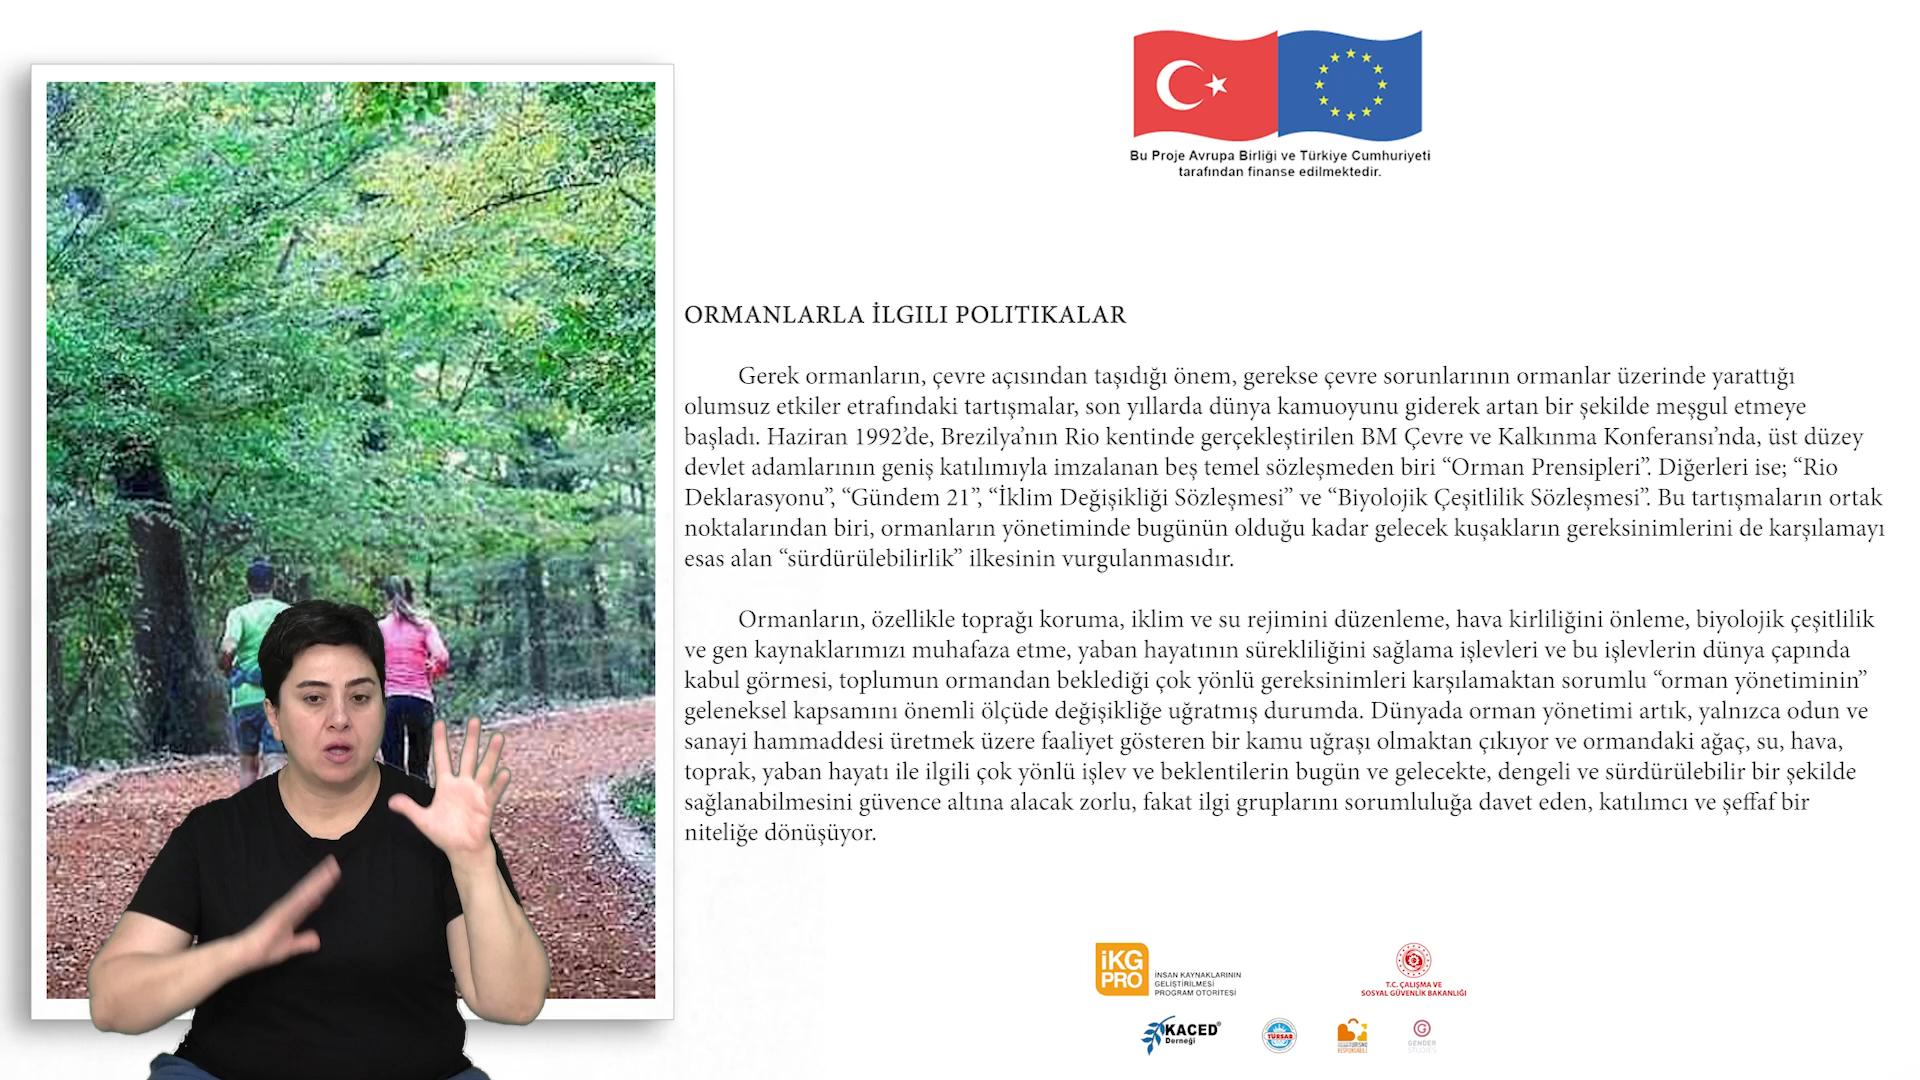 Bu Proje Avrupa Birliği ve Türkiye Cumhuriyeti
tarafından finanse edilmektedir.
ORMANLARLA İLGILI POLITIKALAR
Gerek ormanların, çevre açısından taşıdığı önem, gerekse çevre sorunlarının ormanlar üzerinde yarattığı
olumsuz etkiler etrafındaki tartışmalar, son yıllarda dünya kamuoyunu giderek artan bir şekilde meşgul etmeye
başladı. Haziran 1992’de, Brezilya’nın Rio kentinde gerçekleştirilen BM Çevre ve Kalkınma Konferansı’nda, üst düzey
devlet adamlarının geniş katılımıyla imzalanan beş temel sözleşmeden biri “Orman Prensipleri”. Diğerleri ise; “Rio
Deklarasyonu”, “Gündem 21”, “İklim Değişikliği Sözleşmesi” ve “Biyolojik Çeşitlilik Sözleşmesi”. Bu tartışmaların ortak
noktalarından biri, ormanların yönetiminde bugünün olduğu kadar gelecek kuşakların gereksinimlerini de karşılamayı
esas alan “sürdürülebilirlik” ilkesinin vurgulanmasıdır.
Ormanların, özellikle toprağı koruma, iklim ve su rejimini düzenleme, hava kirliliğini önleme, biyolojik çeşitlilik
ve gen kaynaklarımızı muhafaza etme, yaban hayatının sürekliliğini sağlama işlevleri ve bu işlevlerin dünya çapında
kabul görmesi, toplumun ormandan beklediği çok yönlü gereksinimleri karşılamaktan sorumlu “orman yönetiminin”
geleneksel kapsamını önemli ölçüde değişikliğe uğratmış durumda. Dünyada orman yönetimi artık, yalnızca odun ve
sanayi hammaddesi üretmek üzere faaliyet gösteren bir kamu uğraşı olmaktan çıkıyor ve ormandaki ağaç, su, hava,
toprak, yaban hayatı ile ilgili çok yönlü işlev ve beklentilerin bugün ve gelecekte, dengeli ve sürdürülebilir bir şekilde
sağlanabilmesini güvence altına alacak zorlu, fakat ilgi gruplarını sorumluluğa davet eden, katılımcı ve şeffaf bir
niteliğe dönüşüyor.
iKG
PRO
İNSAN KAYNAKLARININ
GELİŞTİRİLMESİ
PROGRAM OTORİTESİ
T.C. ÇALIŞMA VE
SOSYAL GÜVENLİK BAKANLIĞI
KACED®
Derneği
TÜRSAB
TURISMO
RESPONSABILE
G
GENDER
STUDIES